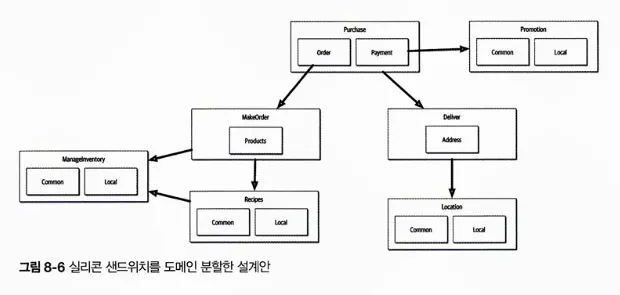 Purchase
Order
Payment
Promotion
Common
Local
MakeOrder
Products
Deliver
Address
ManageInventory
Common
Local
Recipes
Common
Local
Location
Common
Local
그림 8-6 실리콘 샌드위치를 도메인 분할한 설계안